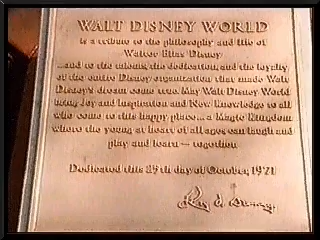 WALT DISNEY WORLD
is a tribute to the philosophy and life of
Walter Elias Disney
...and to the talents, the dedication, and the loyalty
of the entire Disney organization that made Walt
Disney's dream come true. May Walt Disney World
bring Joy and Inspiration and New Knowledge to all
who come to this happy place... a Magic Kingdom
where the young at heart of all ages can laugh and
play and learn — together.
Dedicated this 25th day of October, 1971
Roy O. Disney